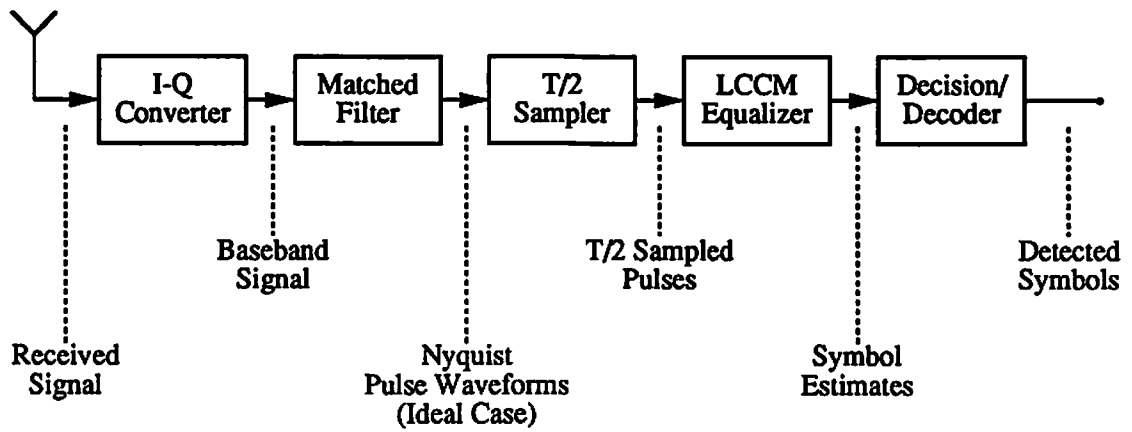 I-Q
Converter
Matched
Filter
T/2
Sampler
LCCM
Equalizer
Decision/
Decoder
Baseband
Signal
T/2 Sampled
Pulses
Detected
Symbols
Received
Signal
Nyquist
Pulse Waveforms
(Ideal Case)
Symbol
Estimates